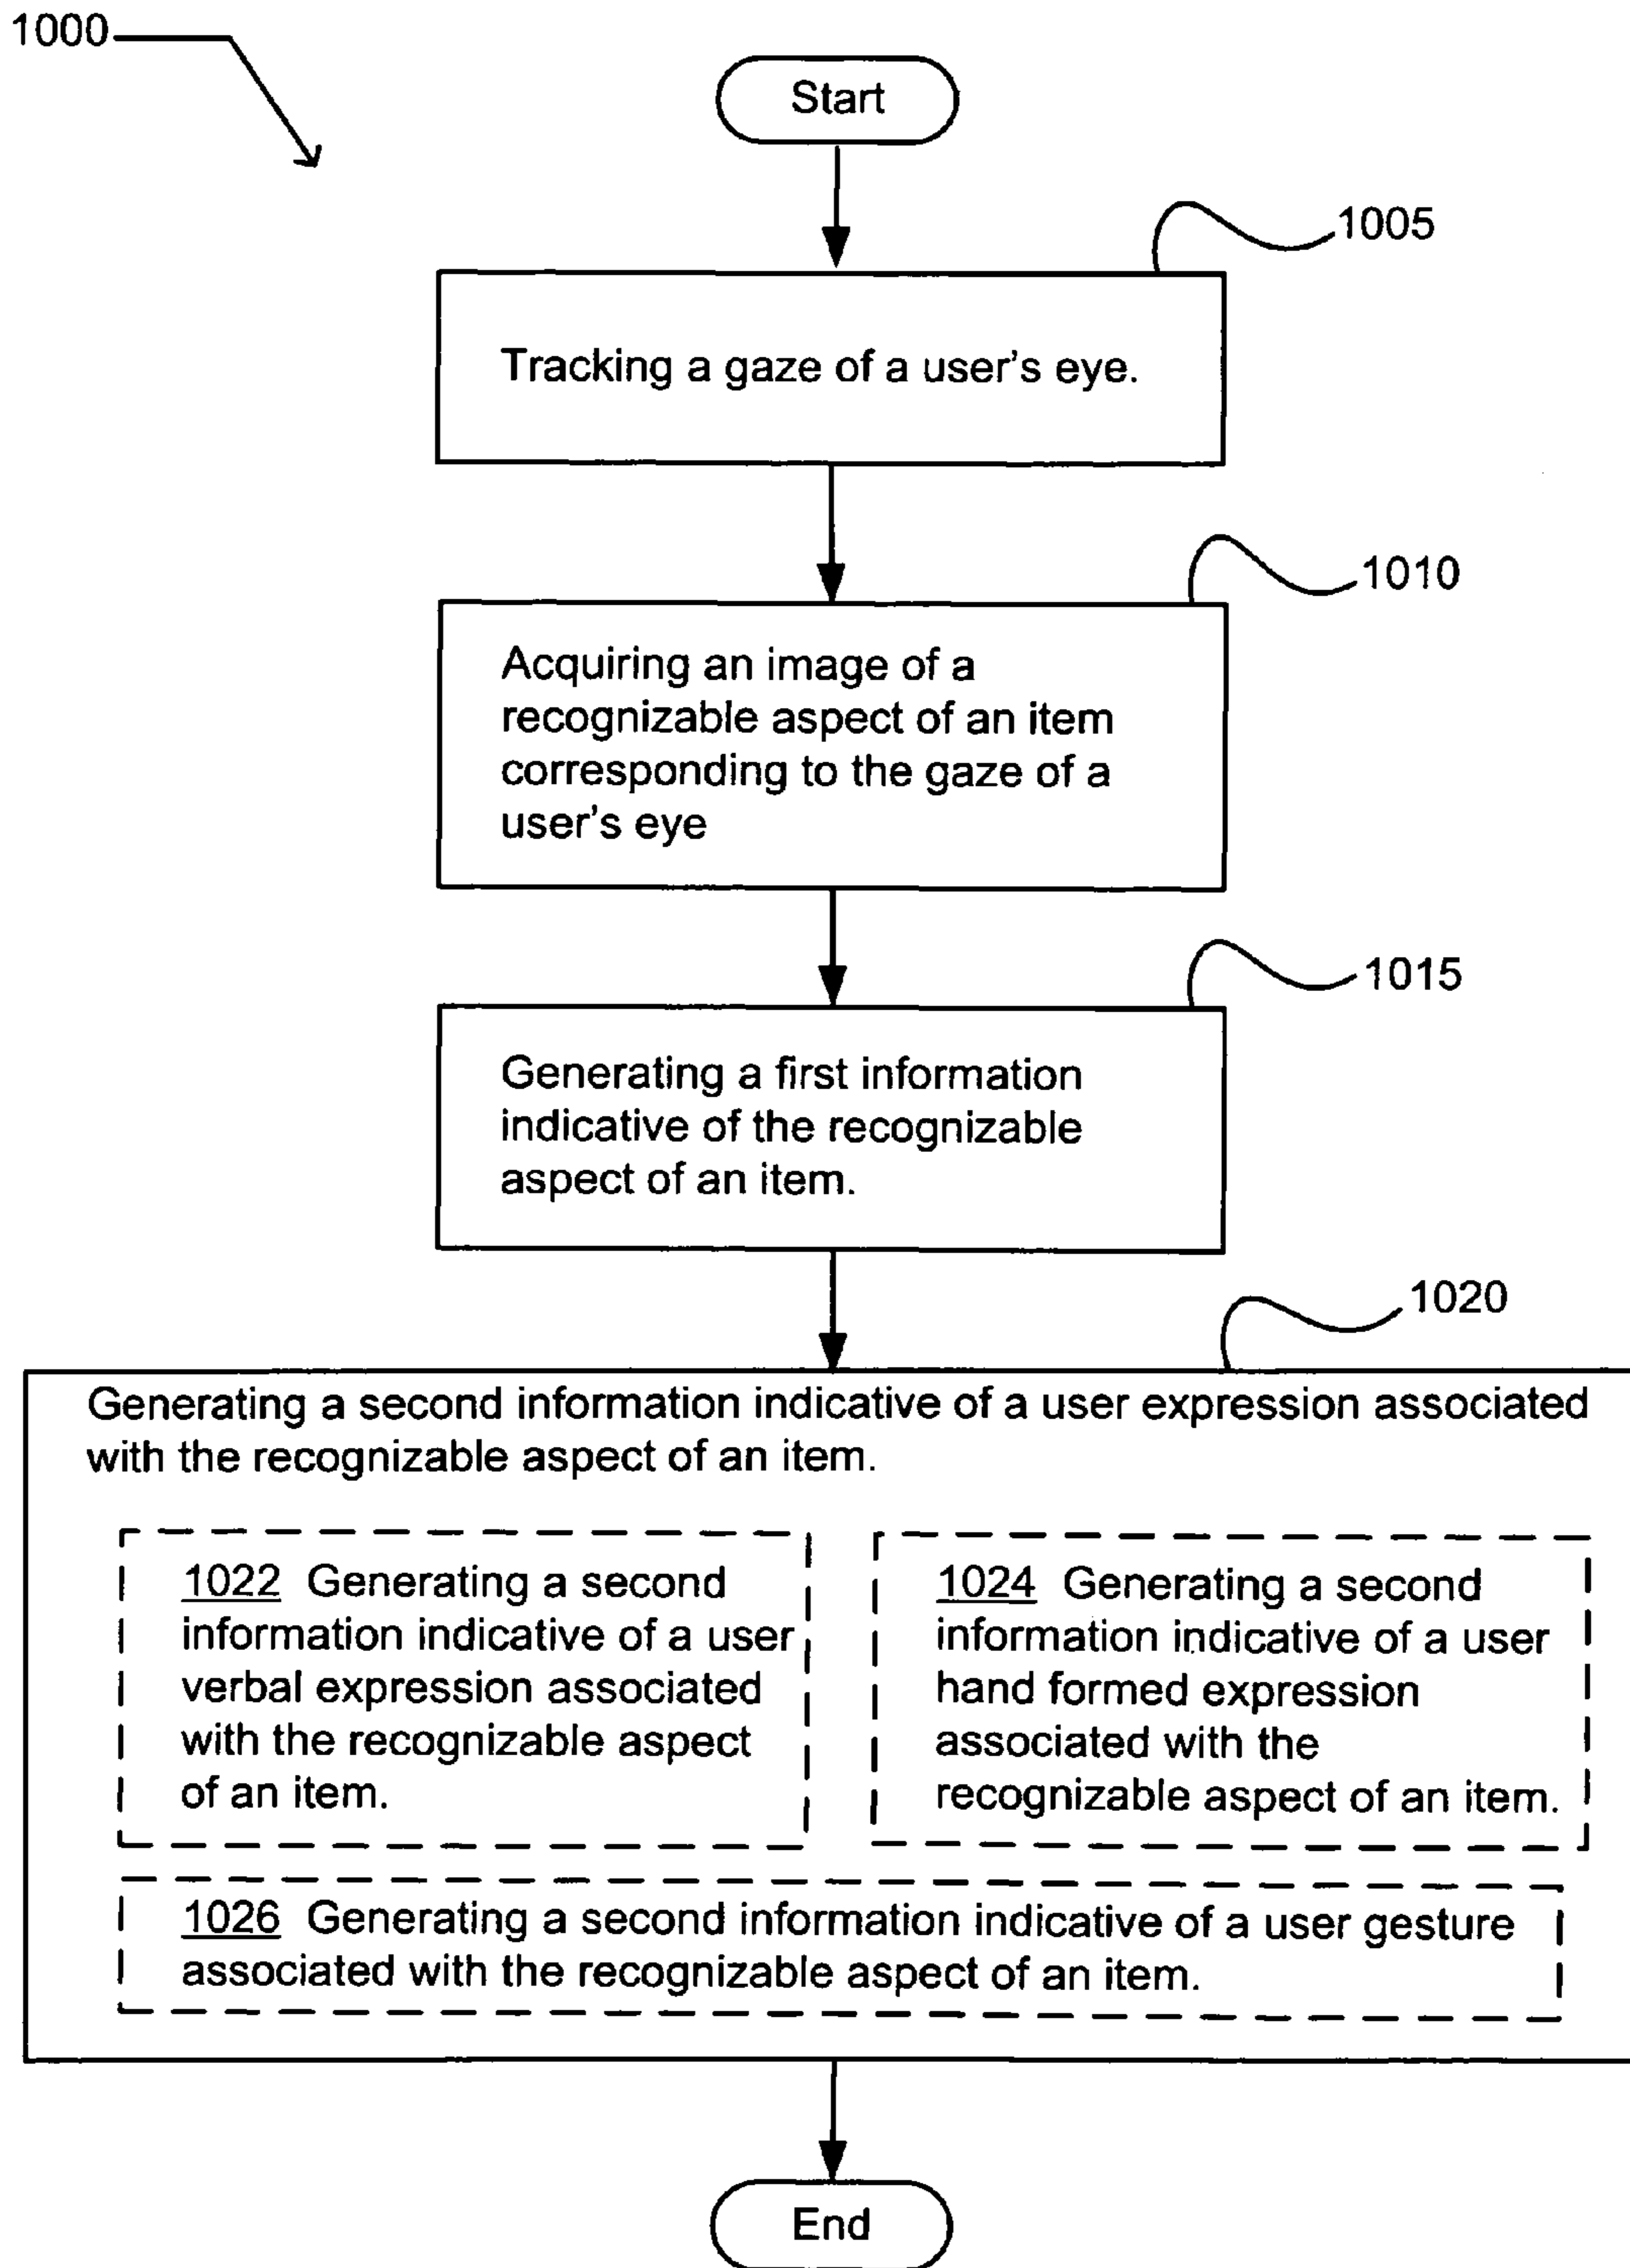 1000
Start
1005
Tracking a gaze of a user's eye.
1010
Acquiring an image of a
recognizable aspect of an item
corresponding to the gaze of a
user's eye
1015
Generating a first information
indicative of the recognizable
aspect of an item.
1020
Generating a second information indicative of a user expression associated
with the recognizable aspect of an item.
1022 Generating a second
information indicative of a user
verbal expression associated
with the recognizable aspect
of an item.
1024 Generating a second
information indicative of a user
hand formed expression
associated with the
recognizable aspect of an item.
1026 Generating a second information indicative of a user gesture
associated with the recognizable aspect of an item.
End